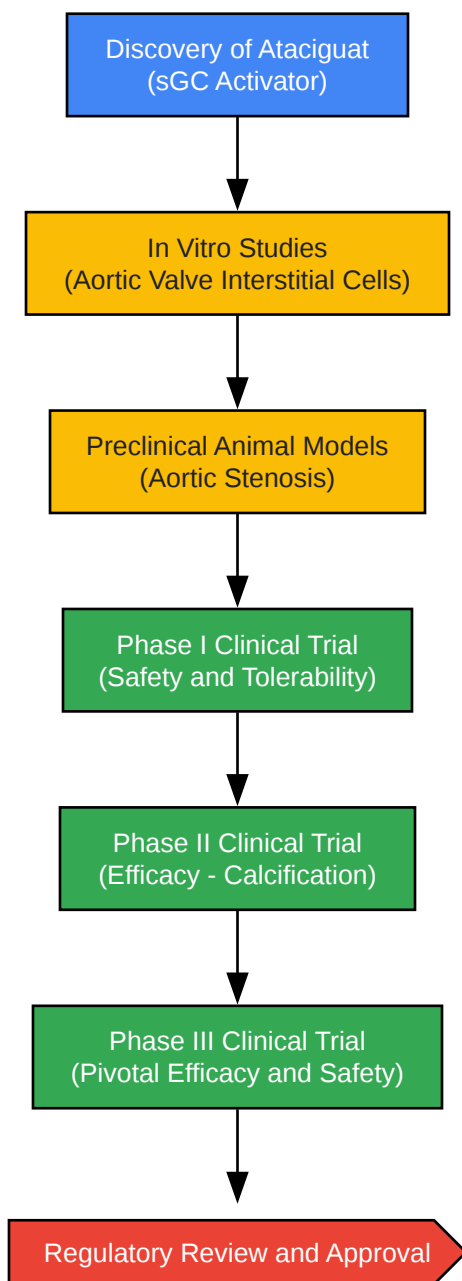 Discovery of Ataciguat
(sGC Activator)
In Vitro Studies
(Aortic Valve Interstitial Cells)
Preclinical Animal Models
(Aortic Stenosis)
Phase I Clinical Trial
(Safety and Tolerability)
Phase II Clinical Trial
(Efficacy - Calcification)
Phase III Clinical Trial
(Pivotal Efficacy and Safety)
Regulatory Review and Approval